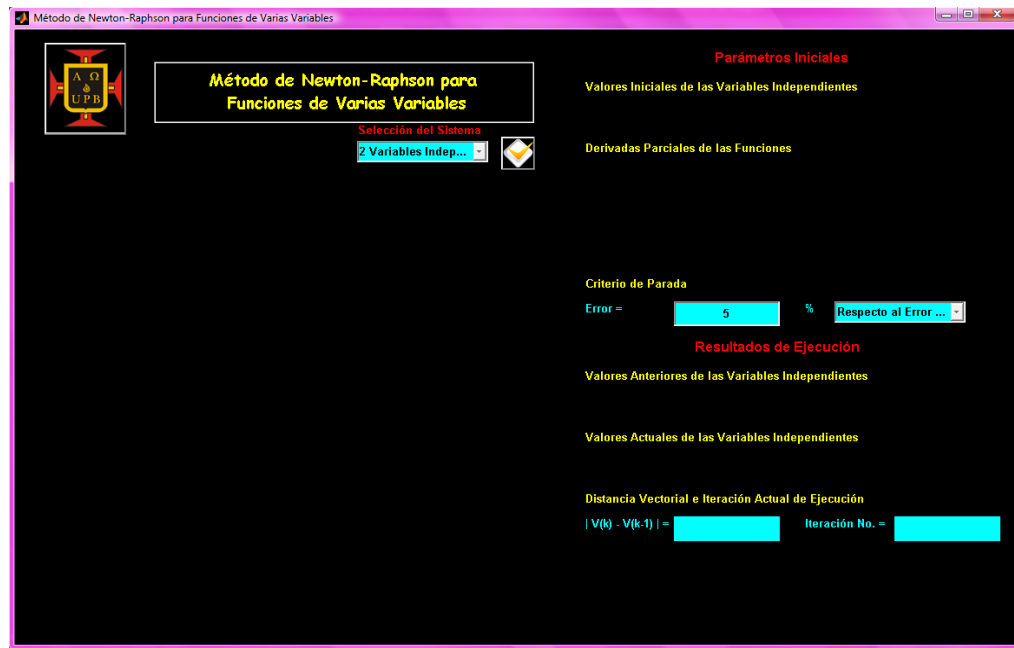 Método de Newton-Raphson para Funciones de Varias Variables
Α Ω
UPB
Método de Newton-Raphson para
Funciones de Varias Variables
Selección del Sistema
2 Variables Indep...
Parámetros Iniciales
Valores Iniciales de las Variables Independientes
Derivadas Parciales de las Funciones
Criterio de Parada
Error = 5 % Respecto al Error ...
Resultados de Ejecución
Valores Anteriores de las Variables Independientes
Valores Actuales de las Variables Independientes
Distancia Vectorial e Iteración Actual de Ejecución
| V(k) - V(k-1) | = Iteración No. =